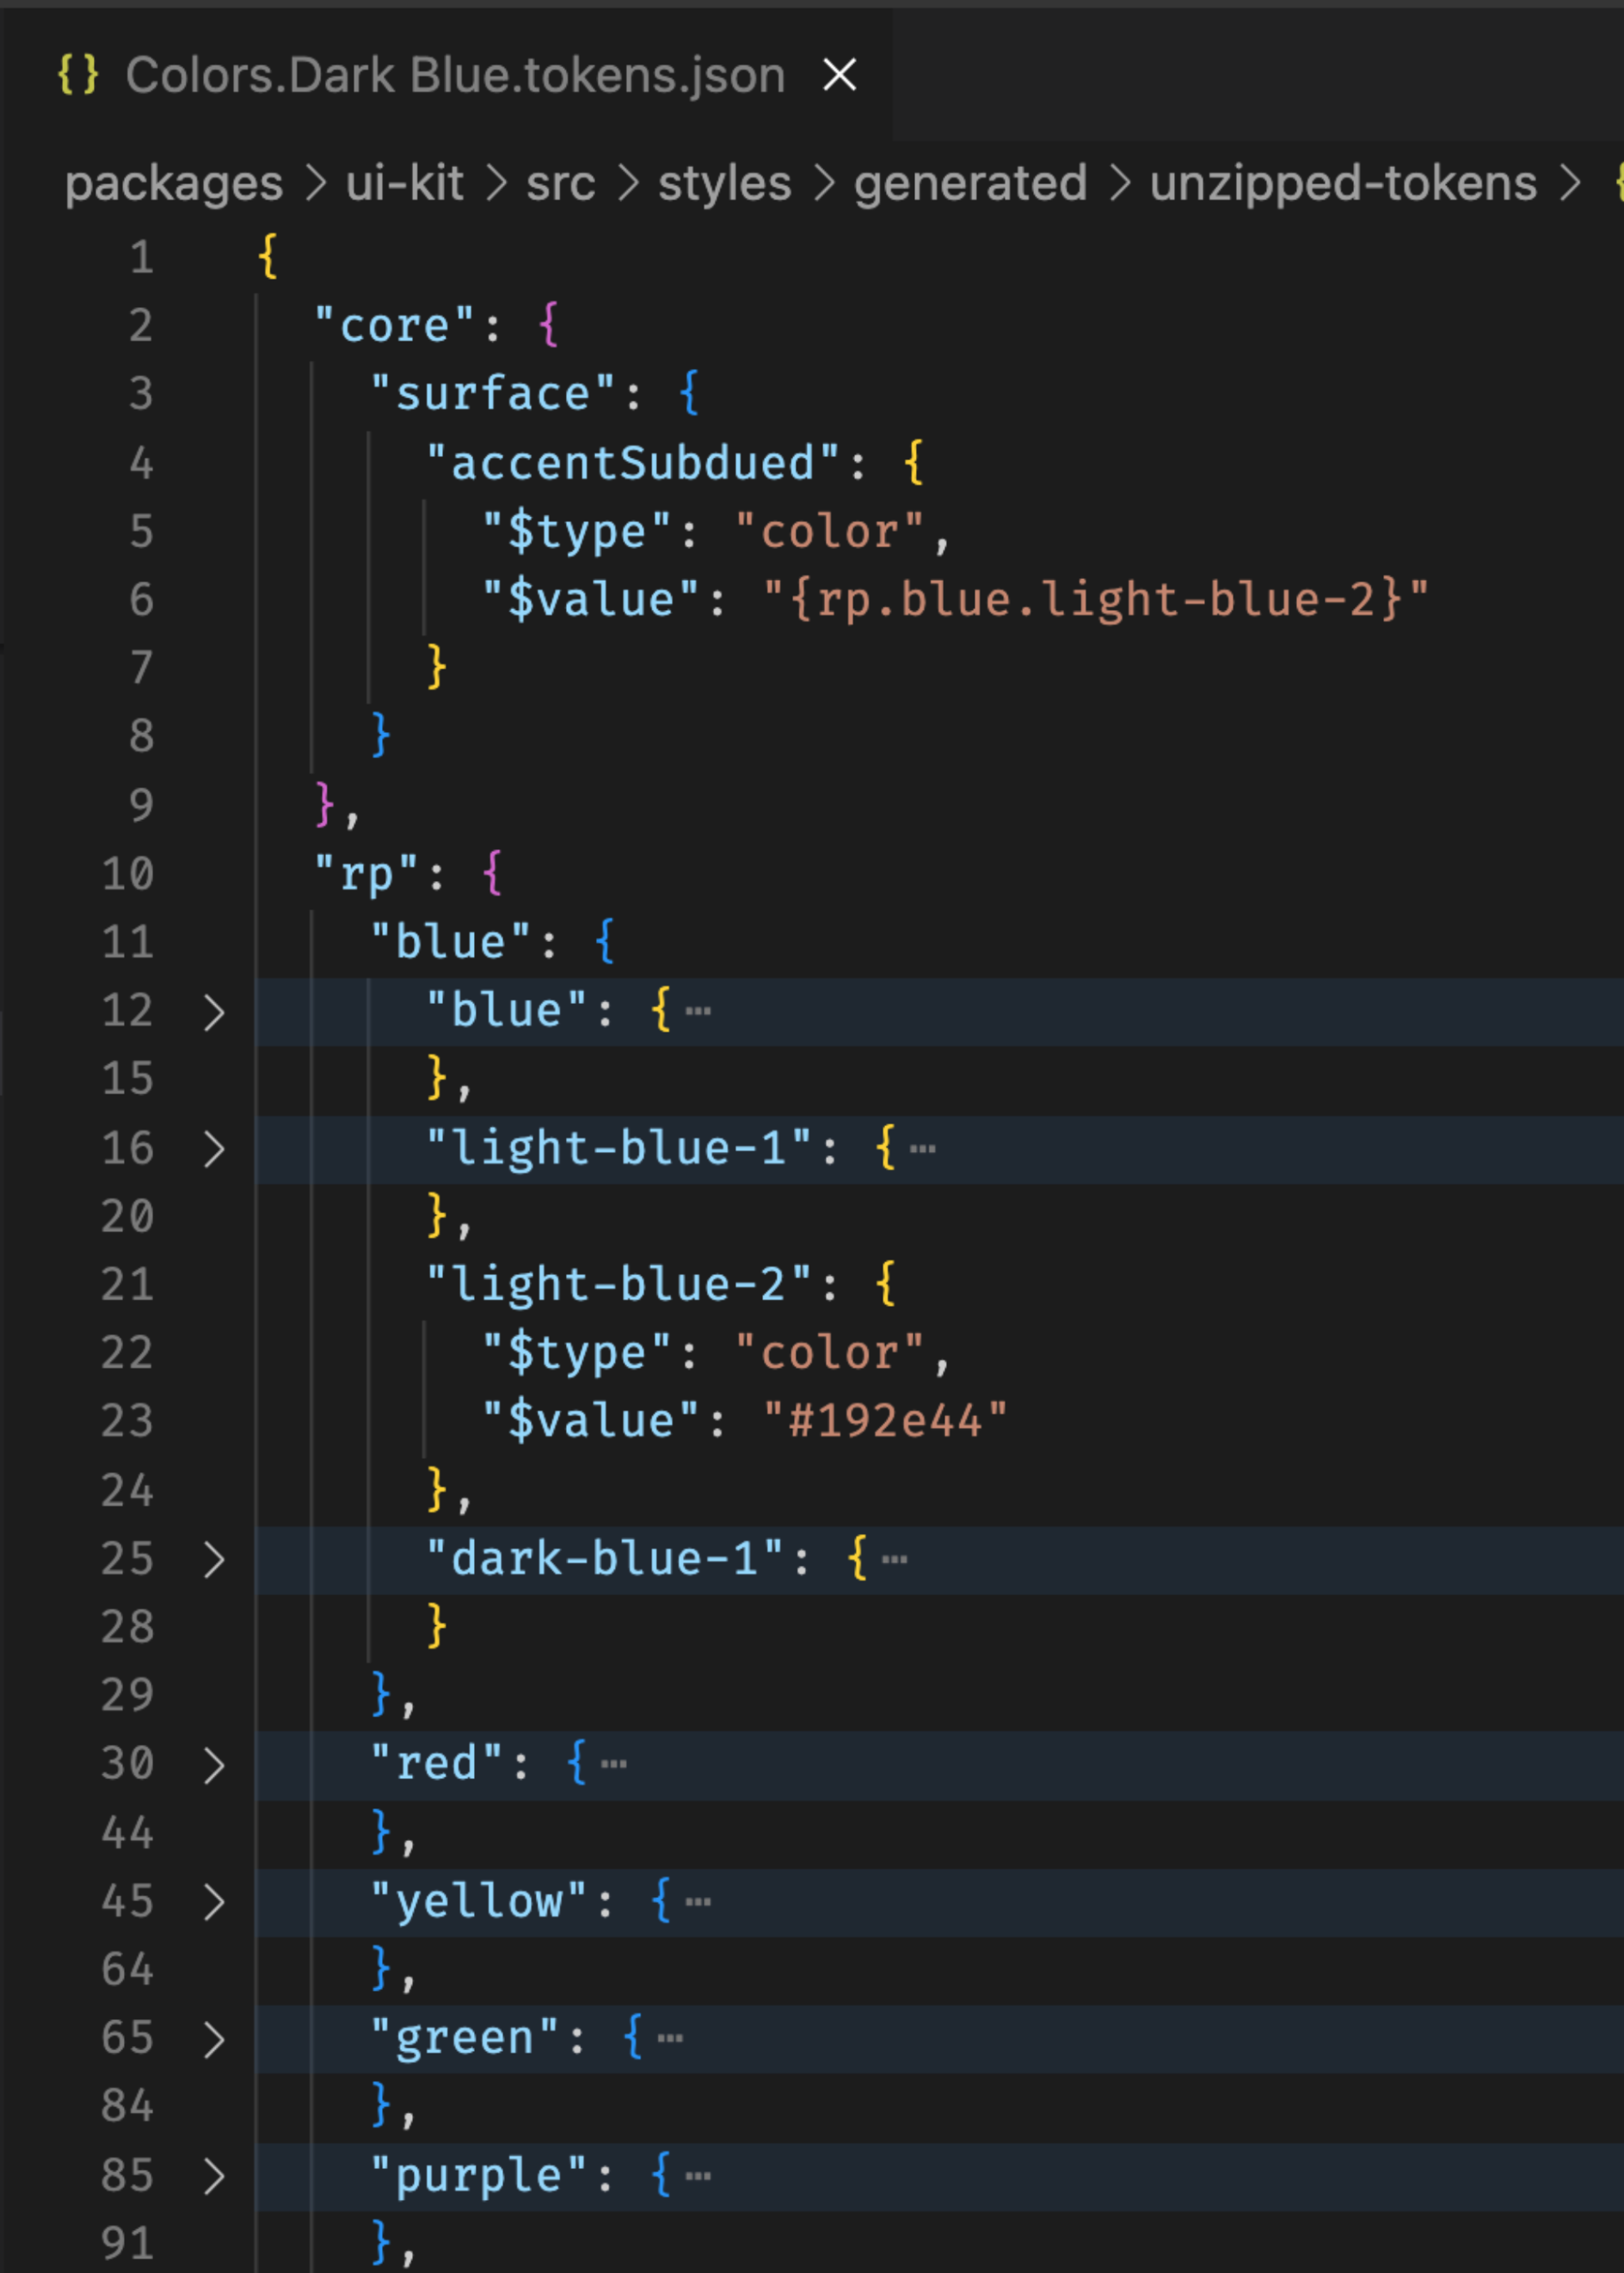 {} Colors.Dark Blue.tokens.json ×
packages > ui-kit > src > styles > generated > unzipped-tokens > {
1 {
2 "core": {
3 "surface": {
4 "accentSubdued": {
5 "$type": "color",
6 "$value": "{rp.blue.light-blue-2}"
7 }
8 }
9 },
10 "rp": {
11 "blue": {
12 > "blue": { ⋯
15 },
16 > "light-blue-1": { ⋯
20 },
21 "light-blue-2": {
22 "$type": "color",
23 "$value": "#192e44"
24 },
25 > "dark-blue-1": { ⋯
28 }
29 },
30 > "red": { ⋯
44 },
45 > "yellow": { ⋯
64 },
65 > "green": { ⋯
84 },
85 > "purple": { ⋯
91 },